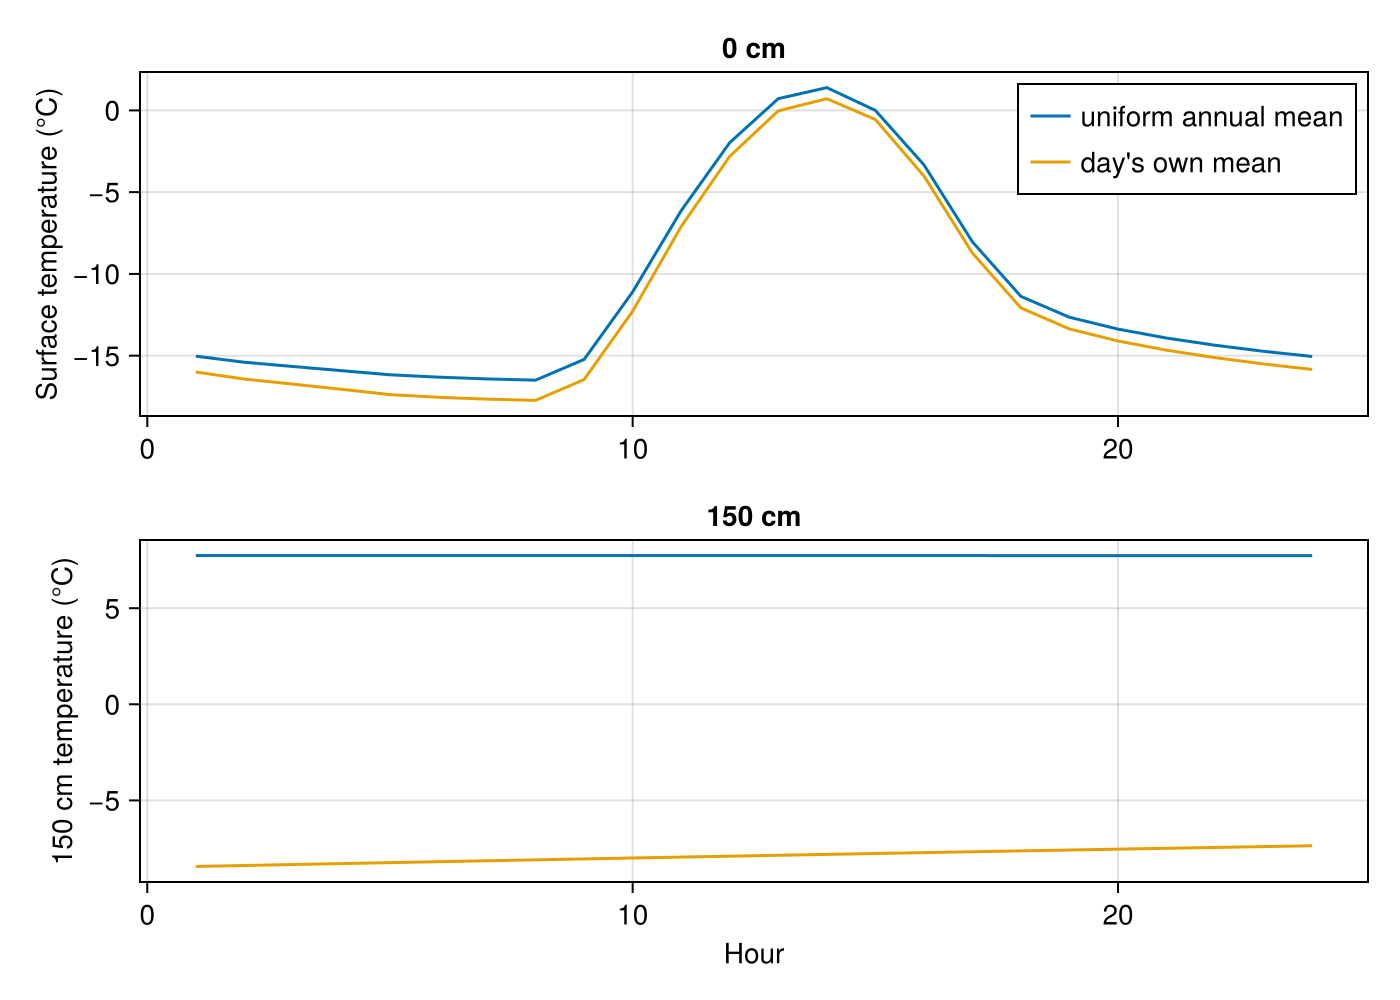 0 cm
Surface temperature (°C)
0
−5
−10
−15
uniform annual mean
day's own mean
0
10
20
150 cm
150 cm temperature (°C)
5
0
−5
0
10
20
Hour